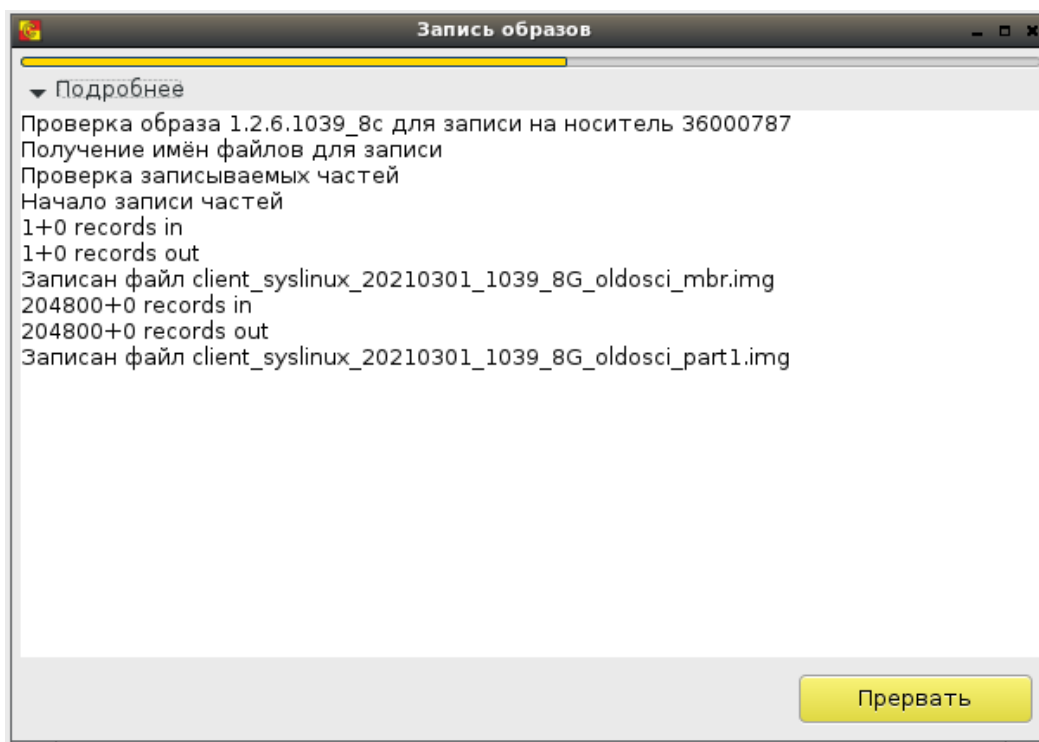 Запись образов
Подробнее
Проверка образа 1.2.6.1039_8c для записи на носитель 36000787
Получение имён файлов для записи
Проверка записываемых частей
Начало записи частей
1+0 records in
1+0 records out
Записан файл client_syslinux_20210301_1039_8G_oldosci_mbr.img
204800+0 records in
204800+0 records out
Записан файл client_syslinux_20210301_1039_8G_oldosci_part1.img
Прервать